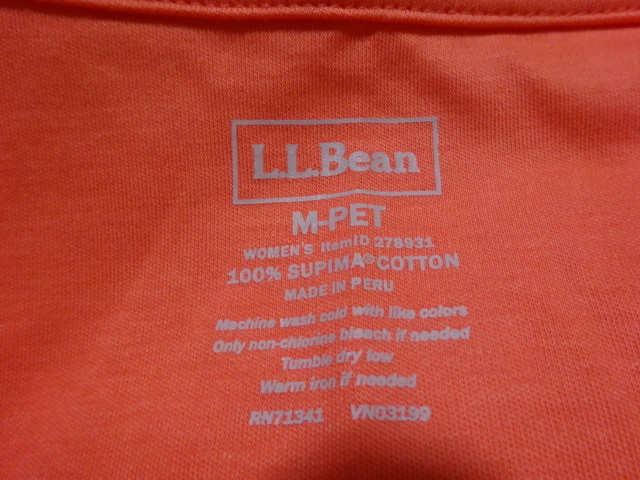 L.L.Bean
M-PET
WOMEN'S ItemID 278931
100% SUPIMA® COTTON
MADE IN PERU
Machine wash cold with like colors
Only non-chlorine bleach if needed
Tumble dry low
Warm iron if needed
RN71341 VN03199